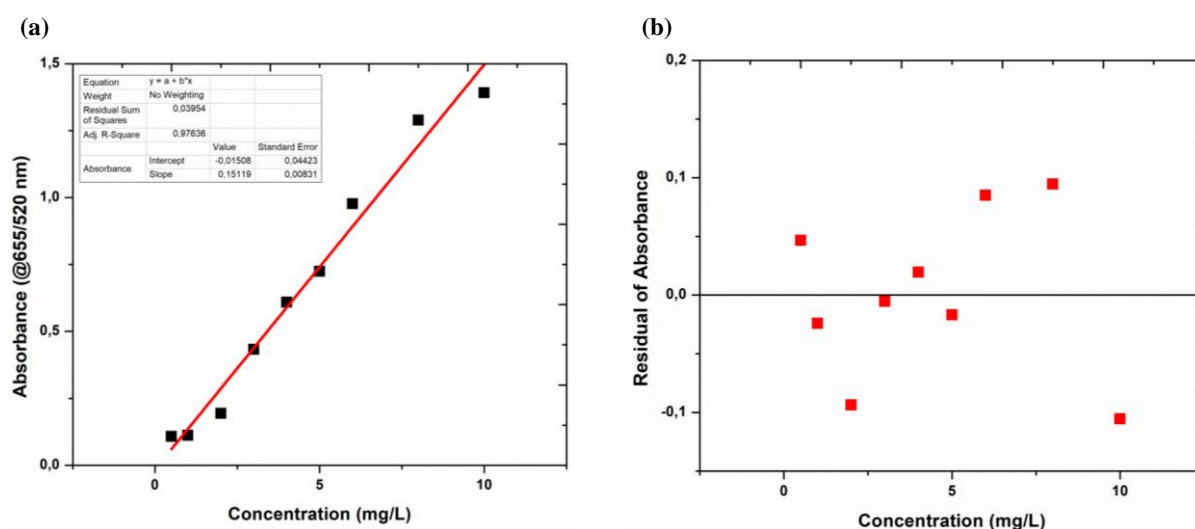 (a)
1,5
1,0
0,5
0,0
0
5
10
Absorbance (@655/520 nm)
Concentration (mg/L)
Equation y = a + b*x
Weight No Weighting
Residual Sum of Squares 0,03954
Adj. R-Square 0,97636
Value Standard Error
Absorbance Intercept -0,01508 0,04423
Slope 0,15119 0,00831
(b)
0,2
0,1
0,0
-0,1
0
5
10
Residual of Absorbance
Concentration (mg/L)